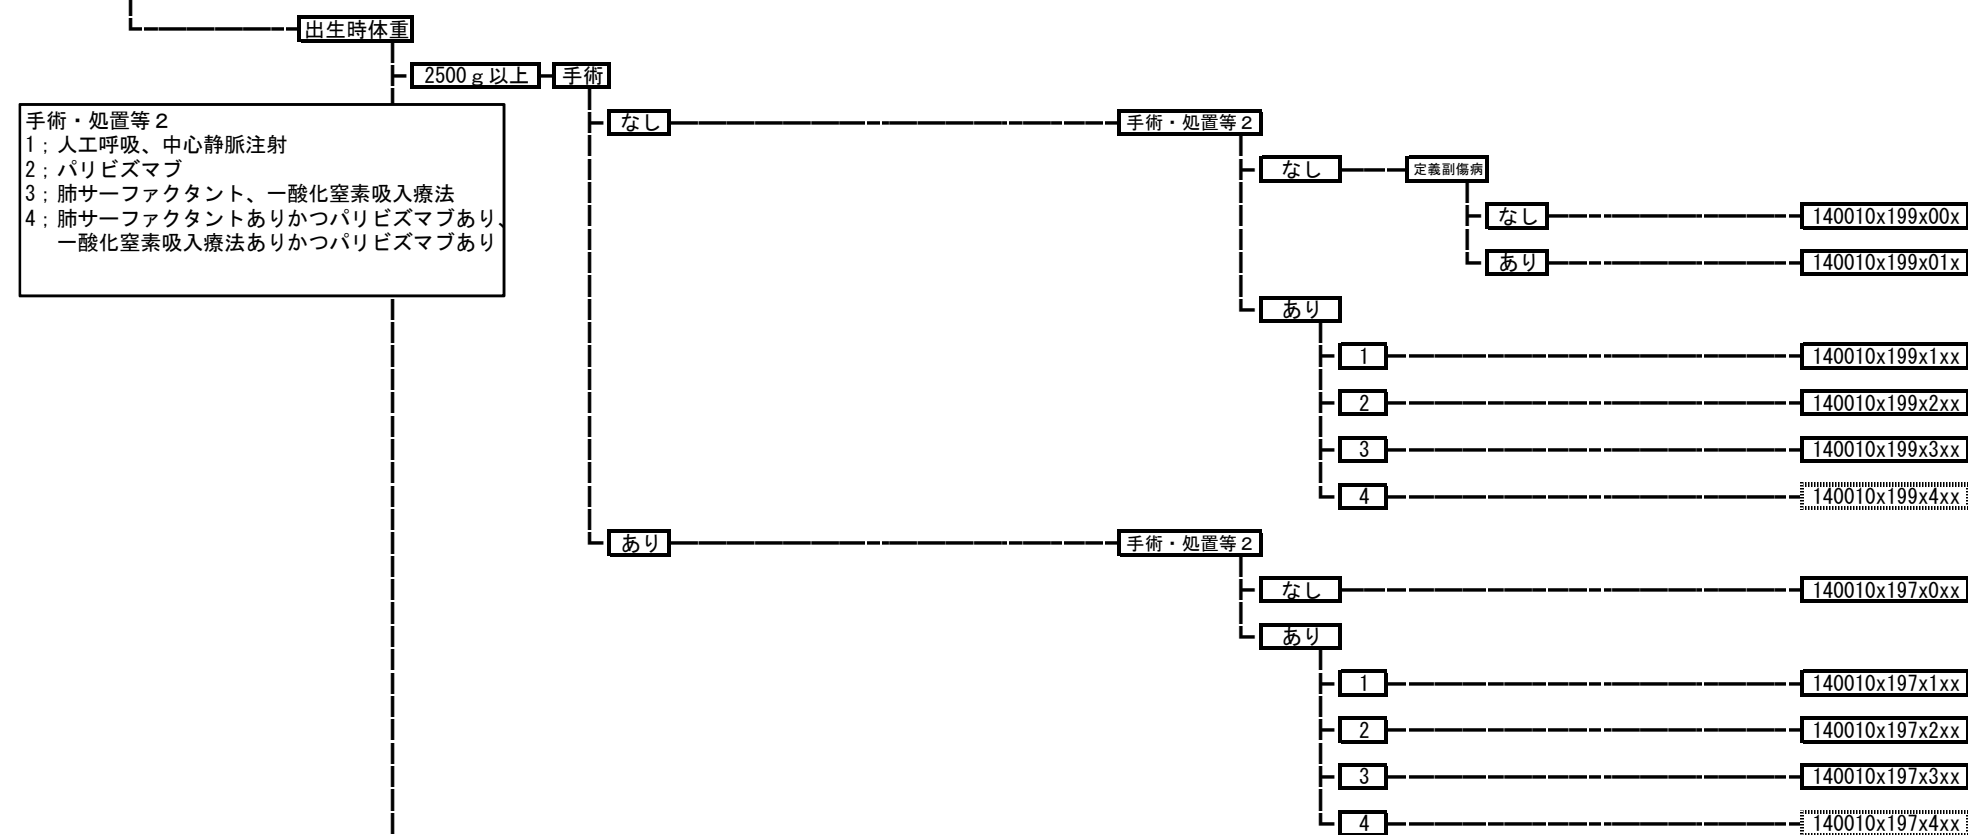 出生時体重
2500ｇ以上
手術
手術・処置等２
1；人工呼吸、中心静脈注射
2；パリビズマブ
3；肺サーファクタント、一酸化窒素吸入療法
4；肺サーファクタントありかつパリビズマブあり、
一酸化窒素吸入療法ありかつパリビズマブあり
なし
手術・処置等２
なし
定義副傷病
なし
140010x199x00x
あり
140010x199x01x
あり
1
140010x199x1xx
2
140010x199x2xx
3
140010x199x3xx
4
140010x199x4xx
あり
手術・処置等２
なし
140010x197x0xx
あり
1
140010x197x1xx
2
140010x197x2xx
3
140010x197x3xx
4
140010x197x4xx